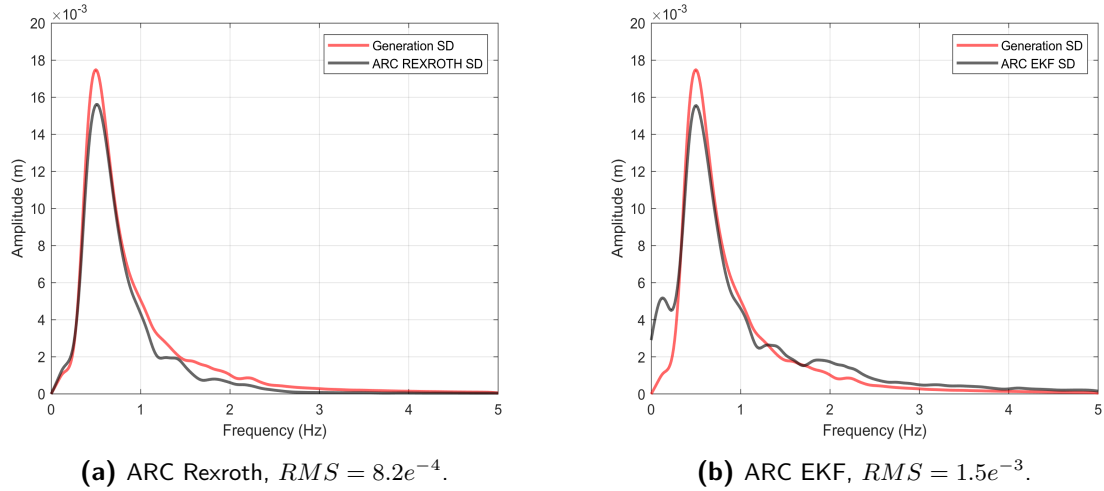 ×10⁻³
20
18
16
14
12
10
8
6
4
2
0
Amplitude (m)
Generation SD
ARC REXROTH SD
0 1 2 3 4 5
Frequency (Hz)
(a) ARC Rexroth, RMS = 8.2e⁻⁴.
×10⁻³
20
18
16
14
12
10
8
6
4
2
0
Amplitude (m)
Generation SD
ARC EKF SD
0 1 2 3 4 5
Frequency (Hz)
(b) ARC EKF, RMS = 1.5e⁻³.